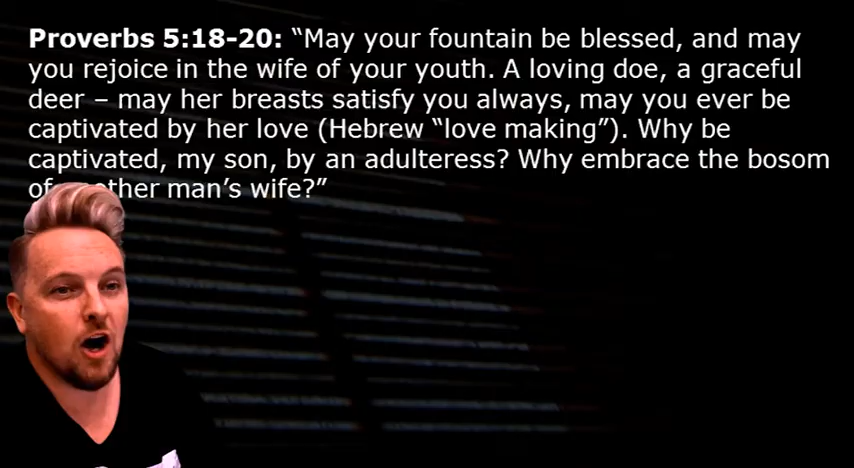 Proverbs 5:18-20: “May your fountain be blessed, and may
you rejoice in the wife of your youth. A loving doe, a graceful
deer – may her breasts satisfy you always, may you ever be
captivated by her love (Hebrew “love making”). Why be
captivated, my son, by an adulteress? Why embrace the bosom
man’s wife?”